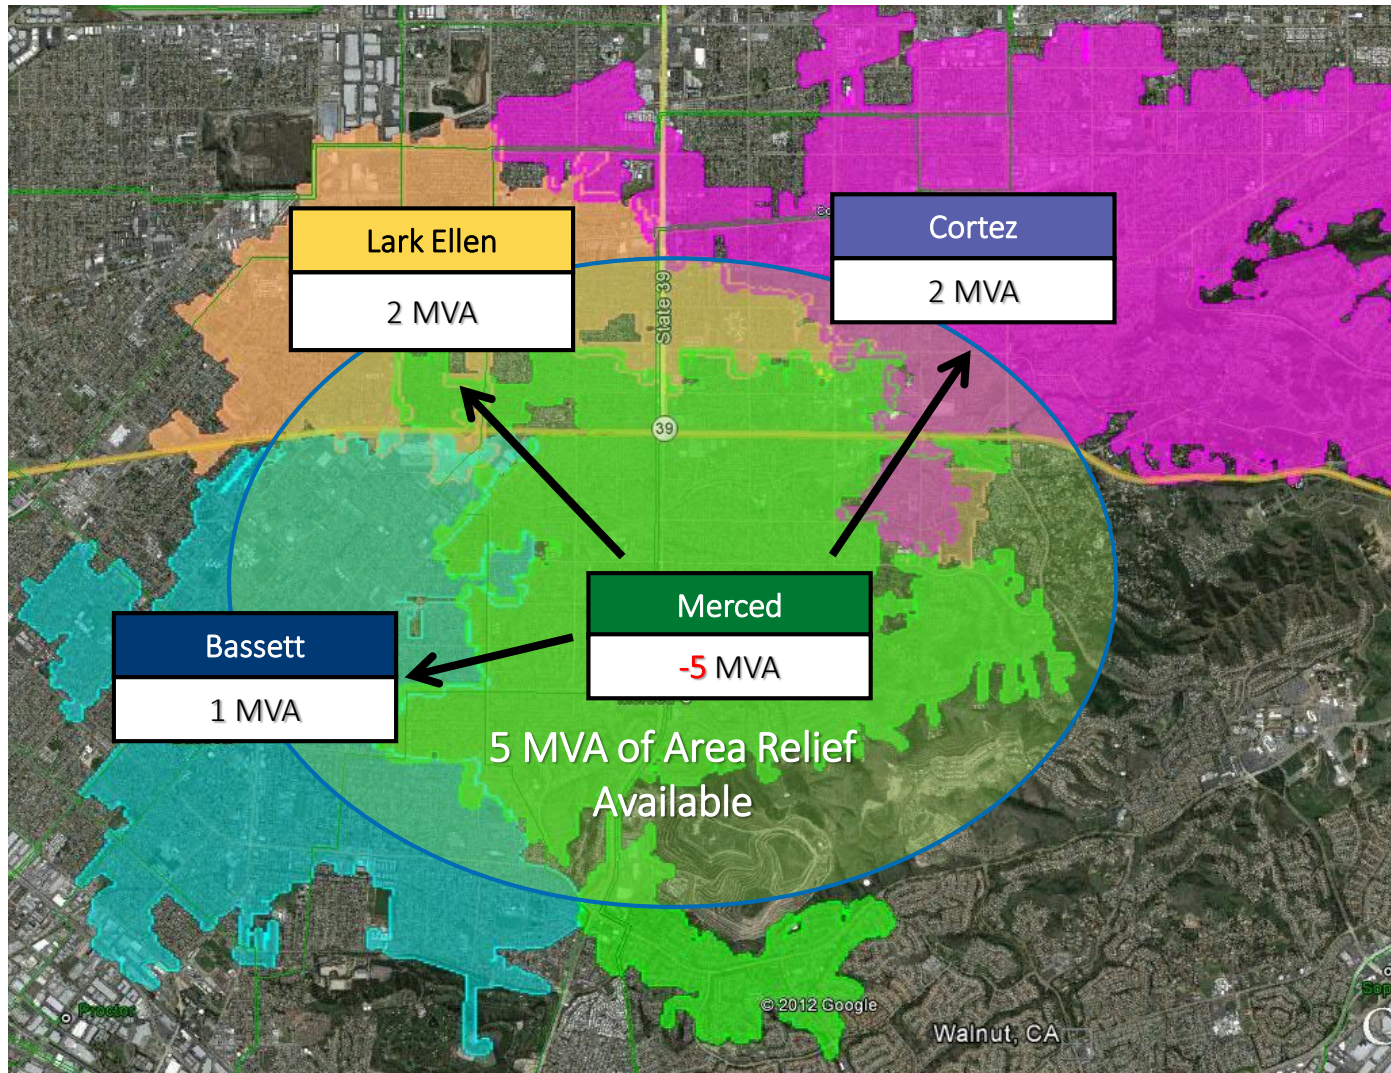 Lark Ellen
2 MVA
Cortez
2 MVA
State 39
39
Merced
-5 MVA
Bassett
1 MVA
5 MVA of Area Relief
Available
© 2012 Google
Proctor
Walnut, CA